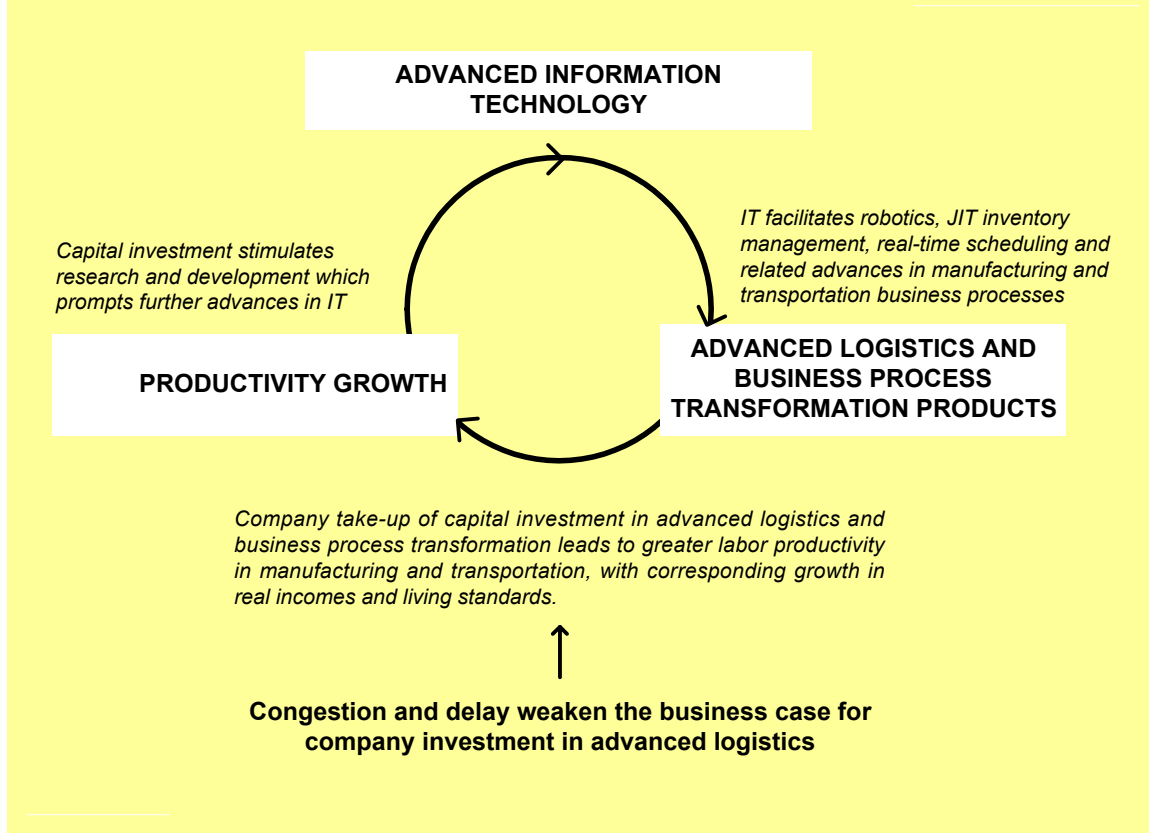 ADVANCED INFORMATION
TECHNOLOGY
IT facilitates robotics, JIT inventory
management, real-time scheduling and
related advances in manufacturing and
transportation business processes
Capital investment stimulates
research and development which
prompts further advances in IT
ADVANCED LOGISTICS AND
BUSINESS PROCESS
TRANSFORMATION PRODUCTS
PRODUCTIVITY GROWTH
Company take-up of capital investment in advanced logistics and
business process transformation leads to greater labor productivity
in manufacturing and transportation, with corresponding growth in
real incomes and living standards.
Congestion and delay weaken the business case for
company investment in advanced logistics